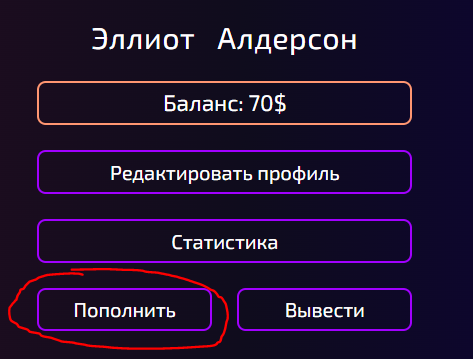 Эллиот Алдерсон
Баланс: 70$
Редактировать профиль
Статистика
Пополнить
Вывести